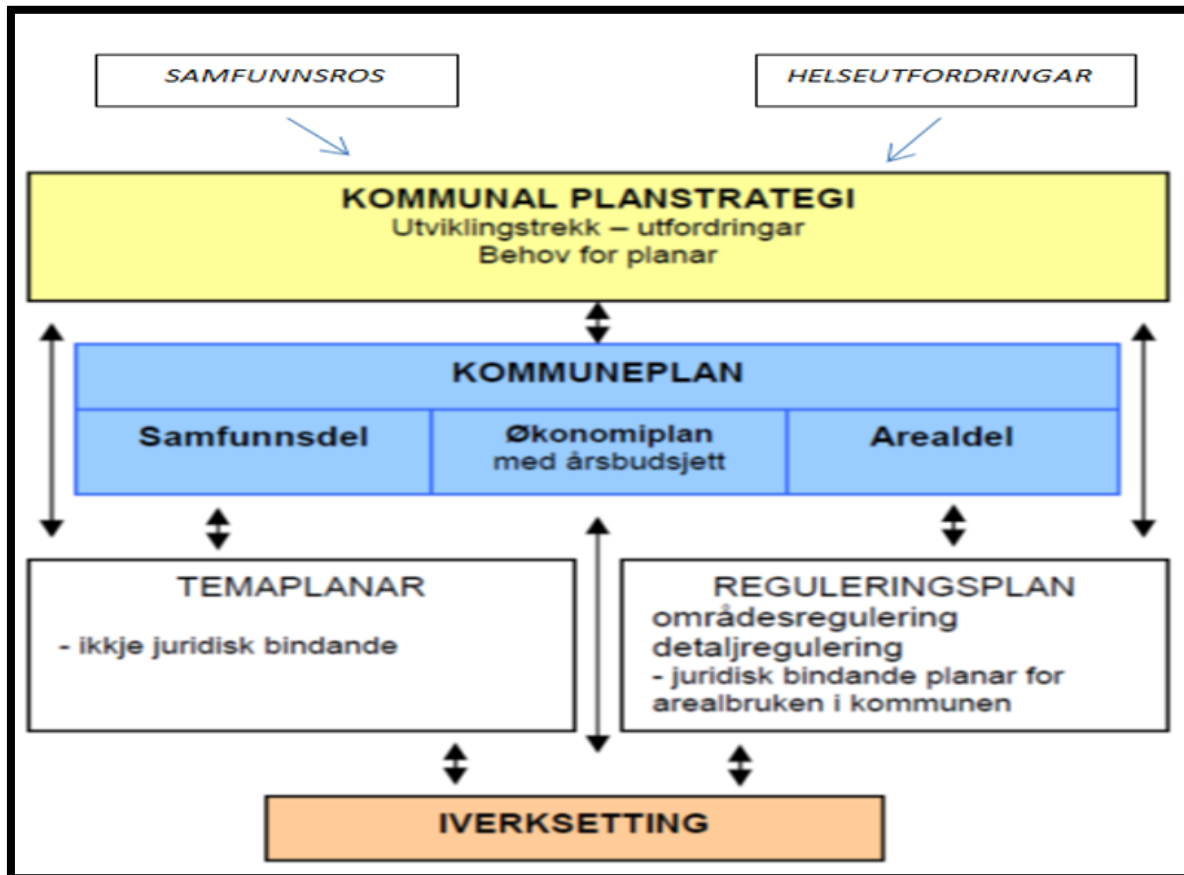 SAMFUNNSROS
HELSEUTFORDRINGAR
KOMMUNAL PLANSTRATEGI
Utviklingstrekk – utfordringar
Behov for planar
KOMMUNEPLAN
Samfunnsdel
Økonomiplan
med årsbudsjett
Arealdel
TEMAPLANAR
- ikkje juridisk bindande
REGULERINGSPLAN
områdesregulering
detaljregulering
- juridisk bindande planar for
arealbruken i kommunen
IVERKSETTING